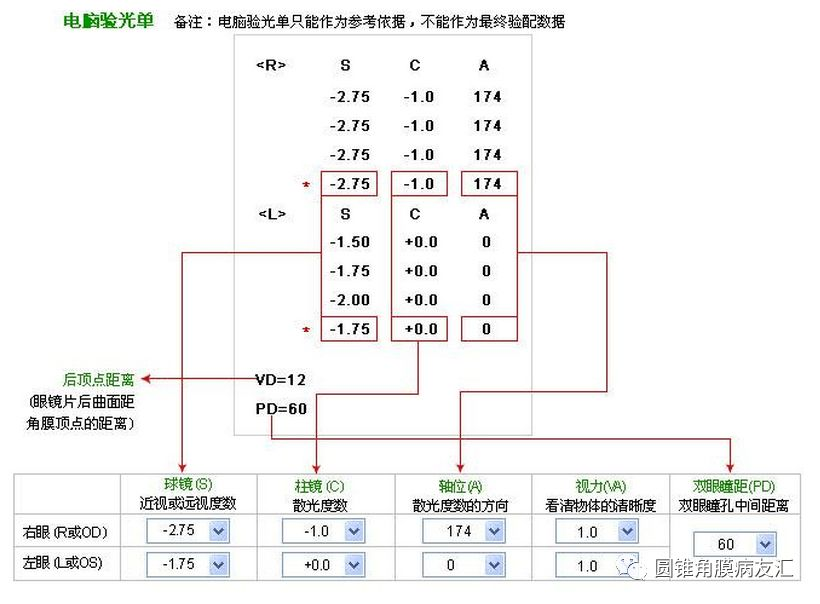 电脑验光单 备注：电脑验光单只能作为参考依据，不能作为最终验配数据
<R> S C A
-2.75 -1.0 174
-2.75 -1.0 174
-2.75 -1.0 174
* -2.75 -1.0 174
<L> S C A
-1.50 +0.0 0
-1.75 +0.0 0
-2.00 +0.0 0
* -1.75 +0.0 0
后顶点距离 VD=12
(眼镜片后曲面距
角膜顶点的距离)
PD=60
球镜(S) 柱镜(C) 轴位(A) 视力(VA) 双眼瞳距(PD)
近视或远视度数 散光度数 散光度数的方向 看清物体的清晰度 双眼瞳孔中间距离
右眼(R或OD) -2.75 -1.0 174 1.0
60
左眼(L或OS) -1.75 +0.0 0 1.0
圆锥角膜病友汇